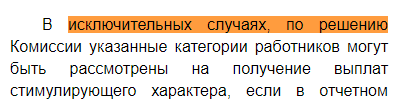 В исключительных случаях, по решению
Комиссии указанные категории работников могут
быть рассмотрены на получение выплат
стимулирующего характера, если в отчетном